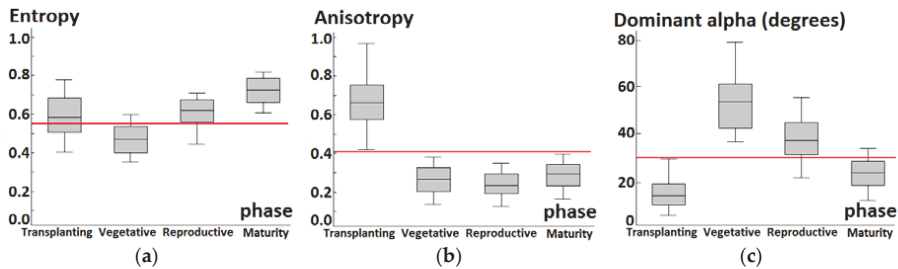 Entropy
1.0
0.8
0.6
0.4
0.2
0.0
phase
Transplanting Vegetative Reproductive Maturity
(a)
Anisotropy
1.0
0.8
0.6
0.4
0.2
0.0
phase
Transplanting Vegetative Reproductive Maturity
(b)
Dominant alpha (degrees)
80
60
40
20
0
phase
Transplanting Vegetative Reproductive Maturity
(c)